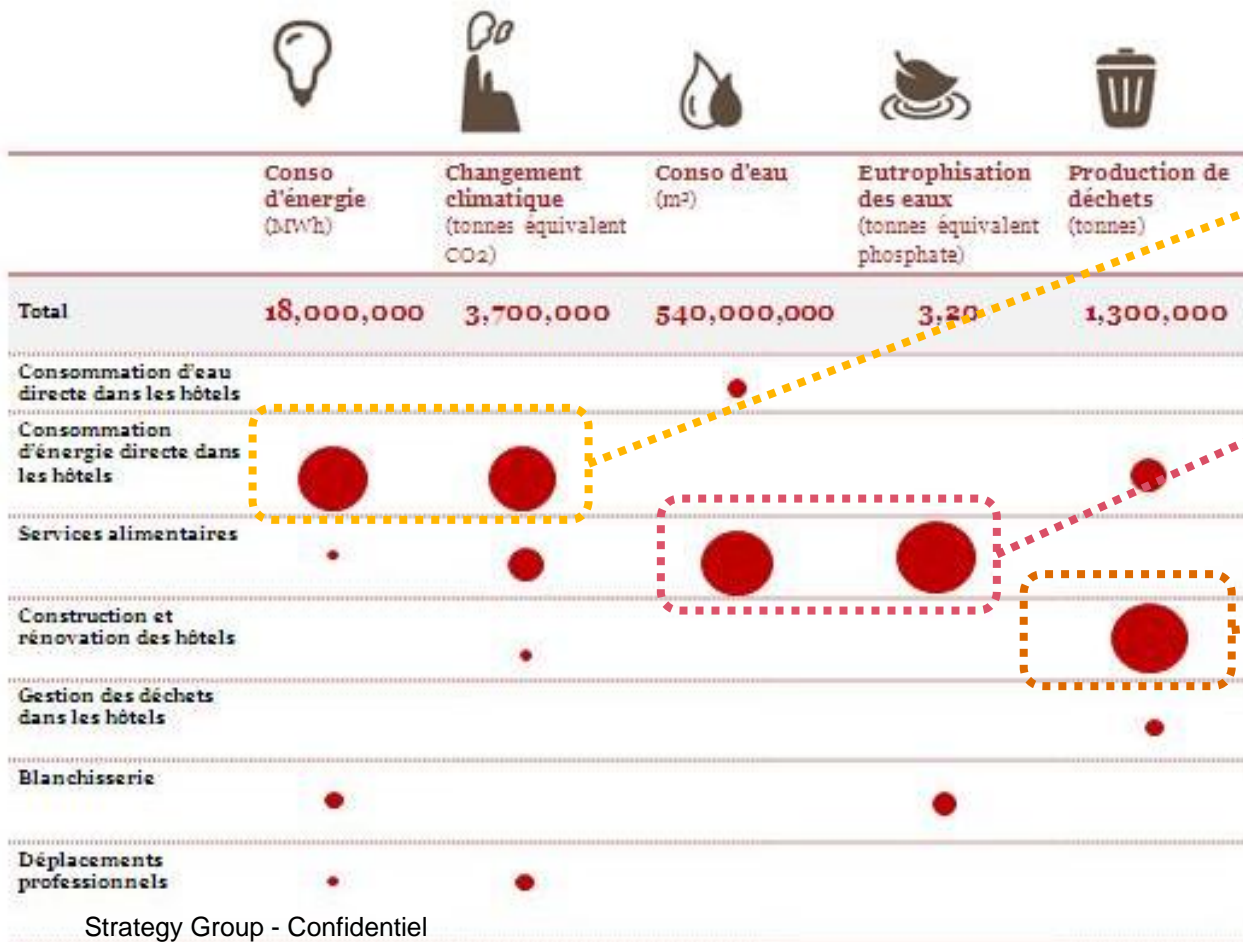 Conso d'énergie (MWh)
Changement climatique (tonnes équivalent CO2)
Conso d'eau (m³)
Eutrophisation des eaux (tonnes équivalent phosphate)
Production de déchets (tonnes)
Total 18,000,000 3,700,000 540,000,000 3,20 1,300,000
Consommation d'eau
directe dans les hôtels
Consommation
d'énergie directe dans
les hôtels
Services alimentaires
Construction et
rénovation des hôtels
Gestion des déchets
dans les hôtels
Blanchisserie
Déplacements
professionnels
Strategy Group - Confidentiel